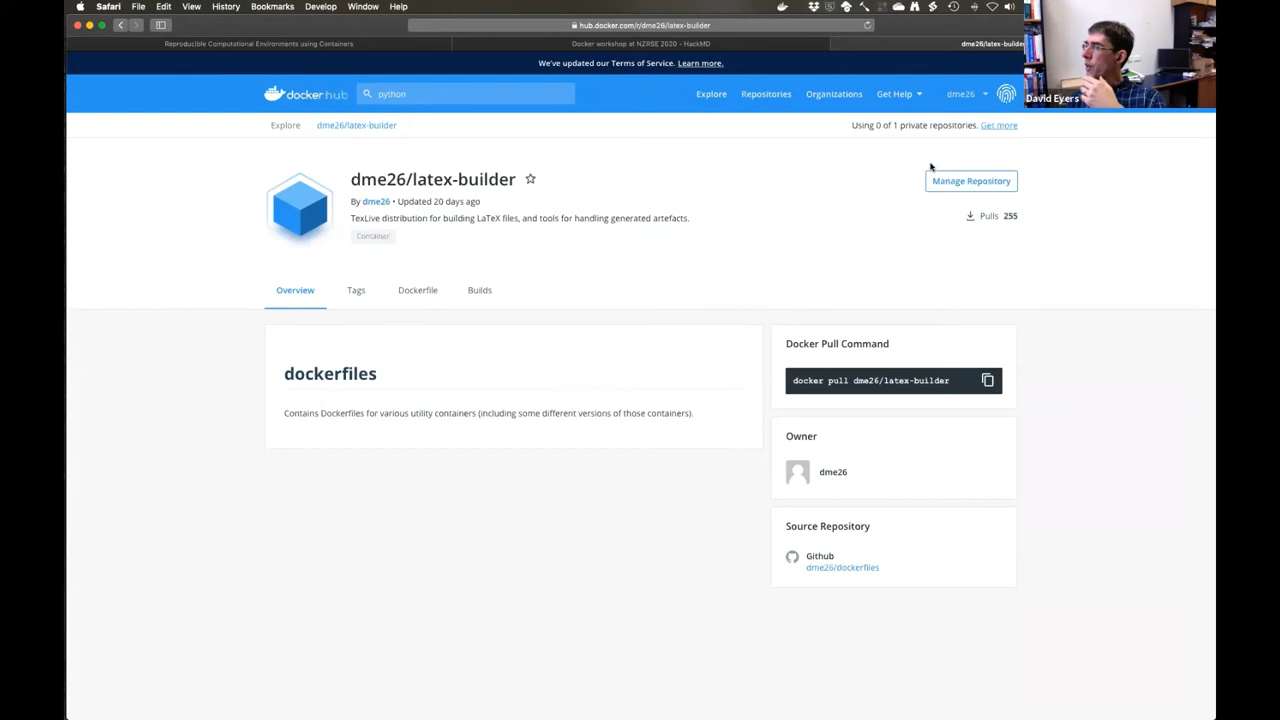 Safari File Edit View History Bookmarks Develop Window Help
hub.docker.com/r/dme26/latex-builder
Reproducible Computational Environments using Containers
Docker workshop at NZRSE 2020 - HackMD
dme26/latex-builde
We've updated our Terms of Service. Learn more.
David Eyers
dockerhub
python
Explore Repositories Organizations Get Help dme26
Explore dme26/latex-builder
Using 0 of 1 private repositories. Get more
dme26/latex-builder
Manage Repository
By dme26 • Updated 20 days ago
Pulls 255
TexLive distribution for building LaTeX files, and tools for handling generated artefacts.
Container
Overview Tags Dockerfile Builds
dockerfiles
Contains Dockerfiles for various utility containers (including some different versions of those containers).
Docker Pull Command
docker pull dme26/latex-builder
Owner
dme26
Source Repository
Github
dme26/dockerfiles